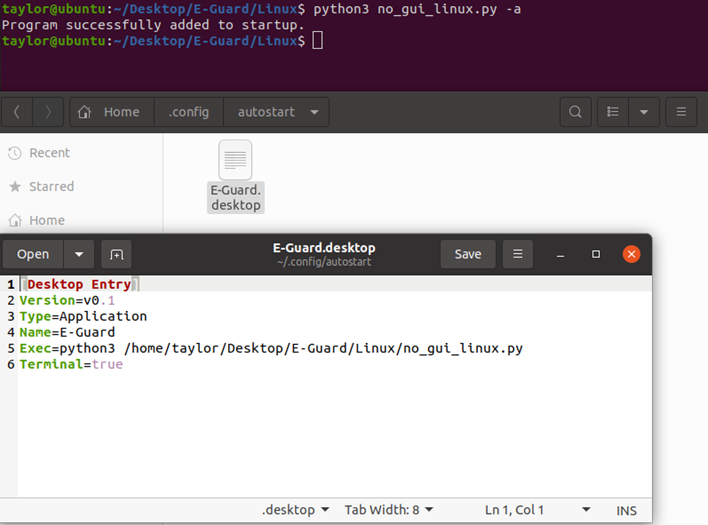 taylor@ubuntu:~/Desktop/E-Guard/Linux$ python3 no_gui_linux.py -a
Program successfully added to startup.
taylor@ubuntu:~/Desktop/E-Guard/Linux$
Home .config autostart
Recent
Starred
Home
E-Guard.
desktop
Open E-Guard.desktop Save
~/.config/autostart
1 [Desktop Entry]
2 Version=v0.1
3 Type=Application
4 Name=E-Guard
5 Exec=python3 /home/taylor/Desktop/E-Guard/Linux/no_gui_linux.py
6 Terminal=true
.desktop Tab Width: 8 Ln 1, Col 1 INS